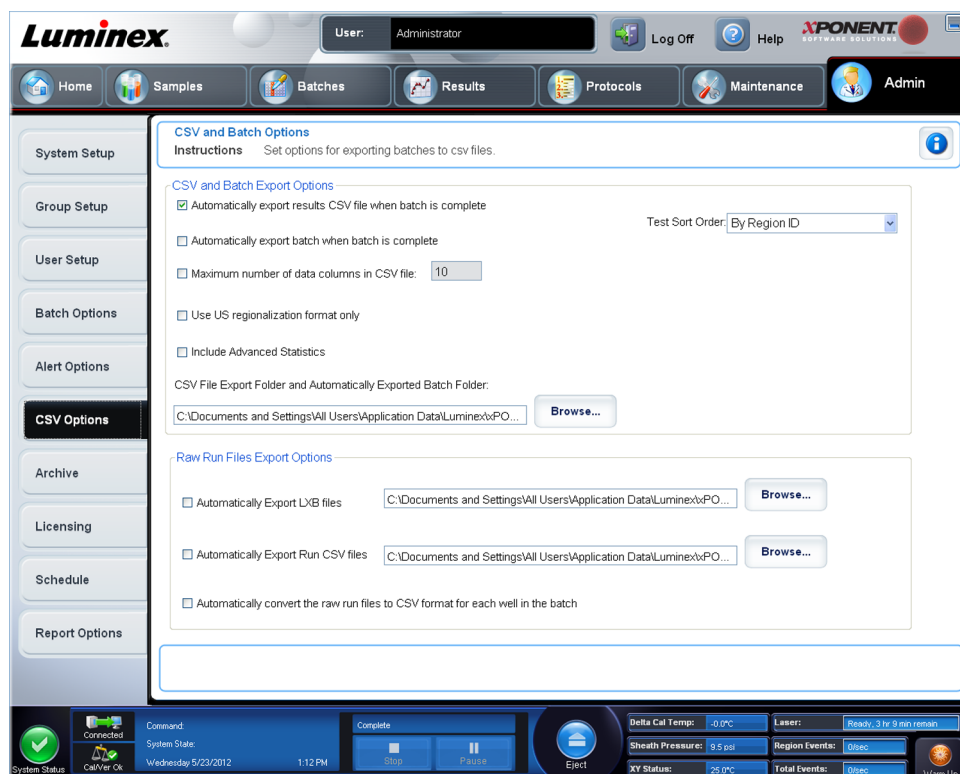 Luminex.
User: Administrator
Log Off
Help
XPONENT.
SOFTWARE SOLUTIONS
Home
Samples
Batches
Results
Protocols
Maintenance
Admin
System Setup
Group Setup
User Setup
Batch Options
Alert Options
CSV Options
Archive
Licensing
Schedule
Report Options
CSV and Batch Options
Instructions Set options for exporting batches to csv files.
CSV and Batch Export Options
Automatically export results CSV file when batch is complete
Test Sort Order: By Region ID
Automatically export batch when batch is complete
Maximum number of data columns in CSV file: 10
Use US regionalization format only
Include Advanced Statistics
CSV File Export Folder and Automatically Exported Batch Folder:
C:\Documents and Settings\All Users\Application Data\Luminex\xPO... Browse...
Raw Run Files Export Options
Automatically Export LXB files C:\Documents and Settings\All Users\Application Data\Luminex\xPO... Browse...
Automatically Export Run CSV files C:\Documents and Settings\All Users\Application Data\Luminex\xPO... Browse...
Automatically convert the raw run files to CSV format for each well in the batch
System Status
Connected
Cal/Ver Ok
Command:
System State:
Wednesday 5/23/2012 1:12 PM
Complete
Stop
Pause
Eject
Delta Cal Temp: -0.0°C
Laser: Ready, 3 hr 9 min remain
Sheath Pressure: 9.5 psi
Region Events: 0/sec
XY Status: 25.0°C
Total Events: 0/sec